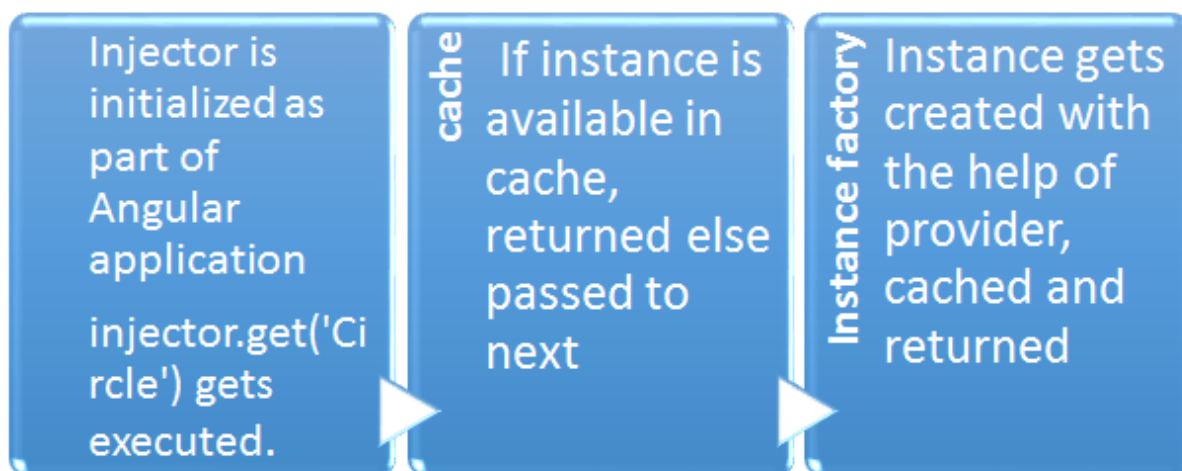 Injector is
initialized as
part of
Angular
application
injector.get('Ci
rcle') gets
executed.
cache
If instance is
available in
cache,
returned else
passed to
next
Instance factory
Instance gets
created with
the help of
provider,
cached and
returned